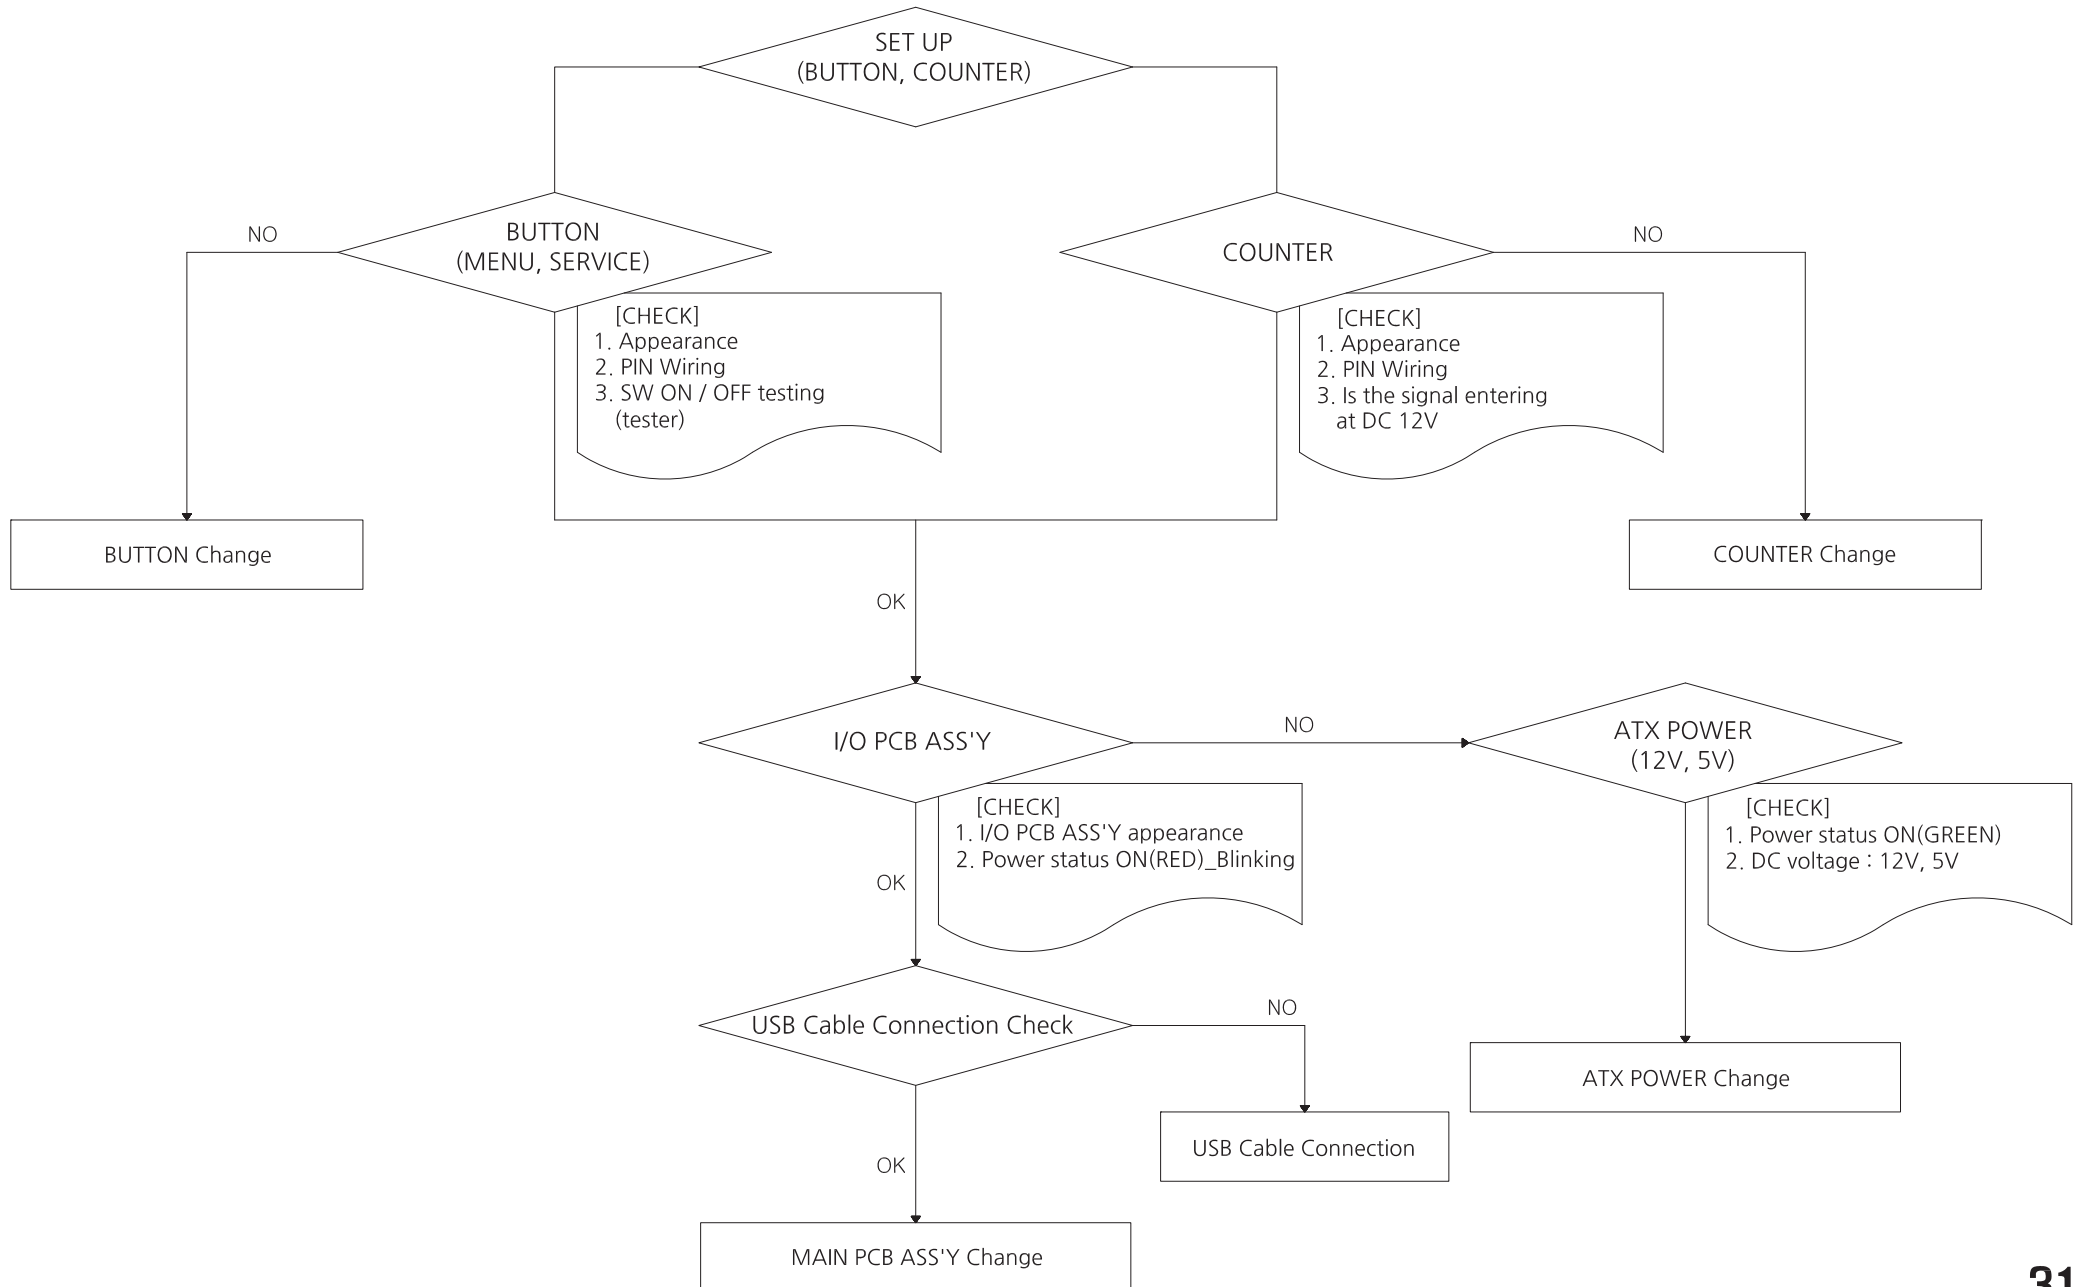 SET UP
(BUTTON, COUNTER)
BUTTON
(MENU, SERVICE)
NO
[CHECK]
1. Appearance
2. PIN Wiring
3. SW ON / OFF testing
(tester)
COUNTER
NO
[CHECK]
1. Appearance
2. PIN Wiring
3. Is the signal entering
at DC 12V
BUTTON Change
COUNTER Change
OK
I/O PCB ASS'Y
NO
ATX POWER
(12V, 5V)
[CHECK]
1. I/O PCB ASS'Y appearance
2. Power status ON(RED)_Blinking
[CHECK]
1. Power status ON(GREEN)
2. DC voltage : 12V, 5V
OK
USB Cable Connection Check
NO
ATX POWER Change
USB Cable Connection
OK
MAIN PCB ASS'Y Change
31